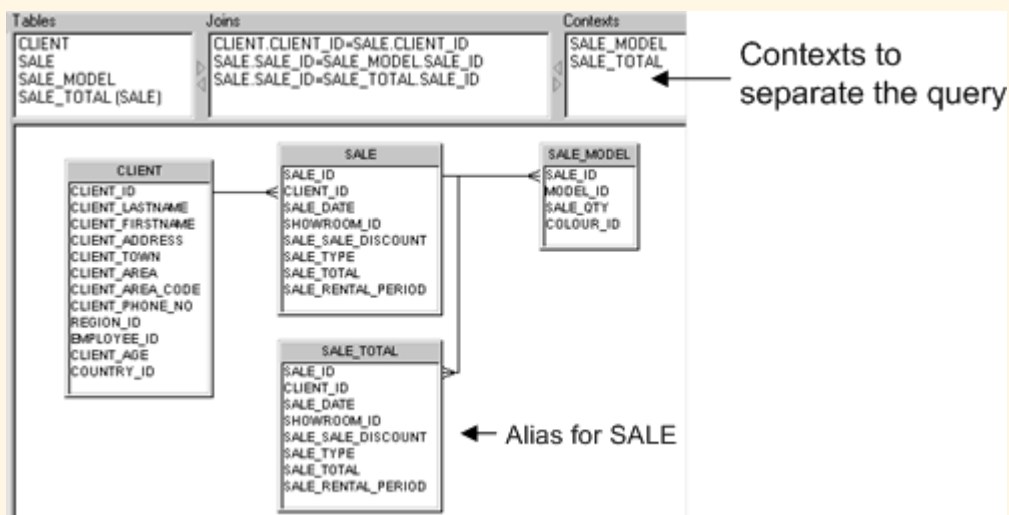 Tables
Joins
Contexts
CLIENT
SALE
SALE_MODEL
SALE_TOTAL (SALE)
CLIENT.CLIENT_ID=SALE.CLIENT_ID
SALE.SALE_ID=SALE_MODEL.SALE_ID
SALE.SALE_ID=SALE_TOTAL.SALE_ID
SALE_MODEL
SALE_TOTAL
Contexts to
separate the query
CLIENT
CLIENT_ID
CLIENT_LASTNAME
CLIENT_FIRSTNAME
CLIENT_ADDRESS
CLIENT_TOWN
CLIENT_AREA
CLIENT_AREA_CODE
CLIENT_PHONE_NO
REGION_ID
EMPLOYEE_ID
CLIENT_AGE
COUNTRY_ID
SALE
SALE_ID
CLIENT_ID
SALE_DATE
SHOWROOM_ID
SALE_SALE_DISCOUNT
SALE_TYPE
SALE_TOTAL
SALE_RENTAL_PERIOD
SALE_MODEL
SALE_ID
MODEL_ID
SALE_QTY
COLOUR_ID
SALE_TOTAL
SALE_ID
CLIENT_ID
SALE_DATE
SHOWROOM_ID
SALE_SALE_DISCOUNT
SALE_TYPE
SALE_TOTAL
SALE_RENTAL_PERIOD
Alias for SALE